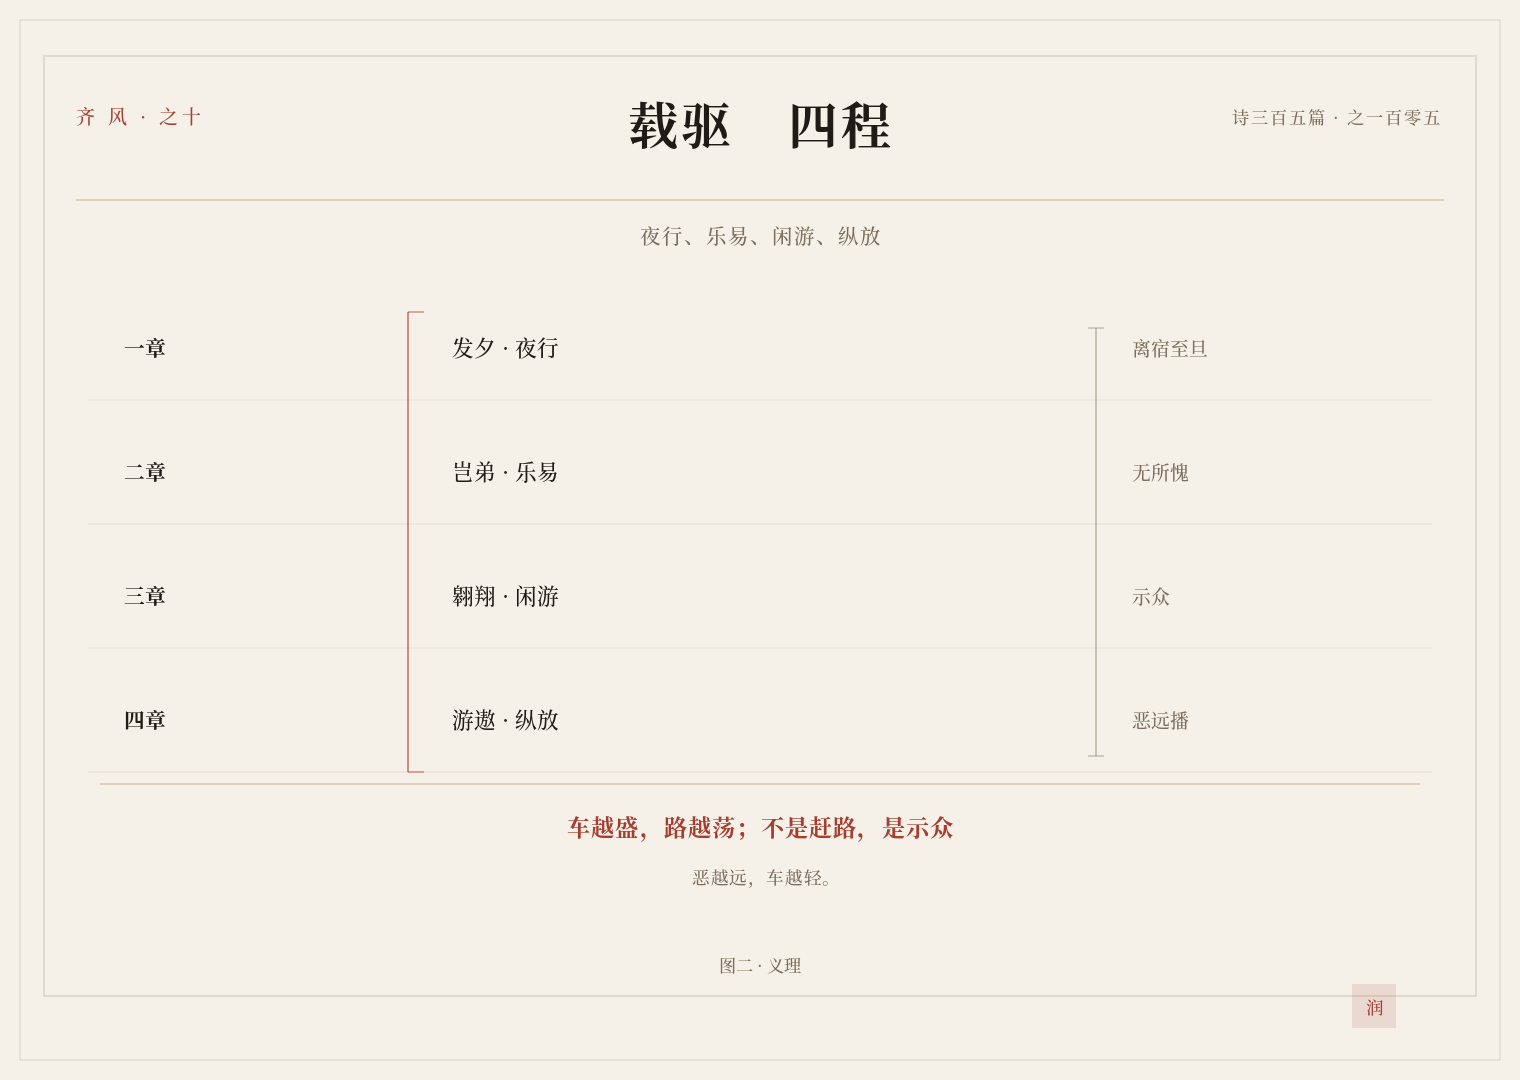 齐风·之十
载驱 四程
诗三百五篇·之一百零五
夜行、乐易、闲游、纵放
一章 发夕·夜行 离宿至旦
二章 岂弟·乐易 无所愧
三章 翱翔·闲游 示众
四章 游遨·纵放 恶远播
车越盛，路越荡；不是赶路，是示众
恶越远，车越轻。
图二·义理
润